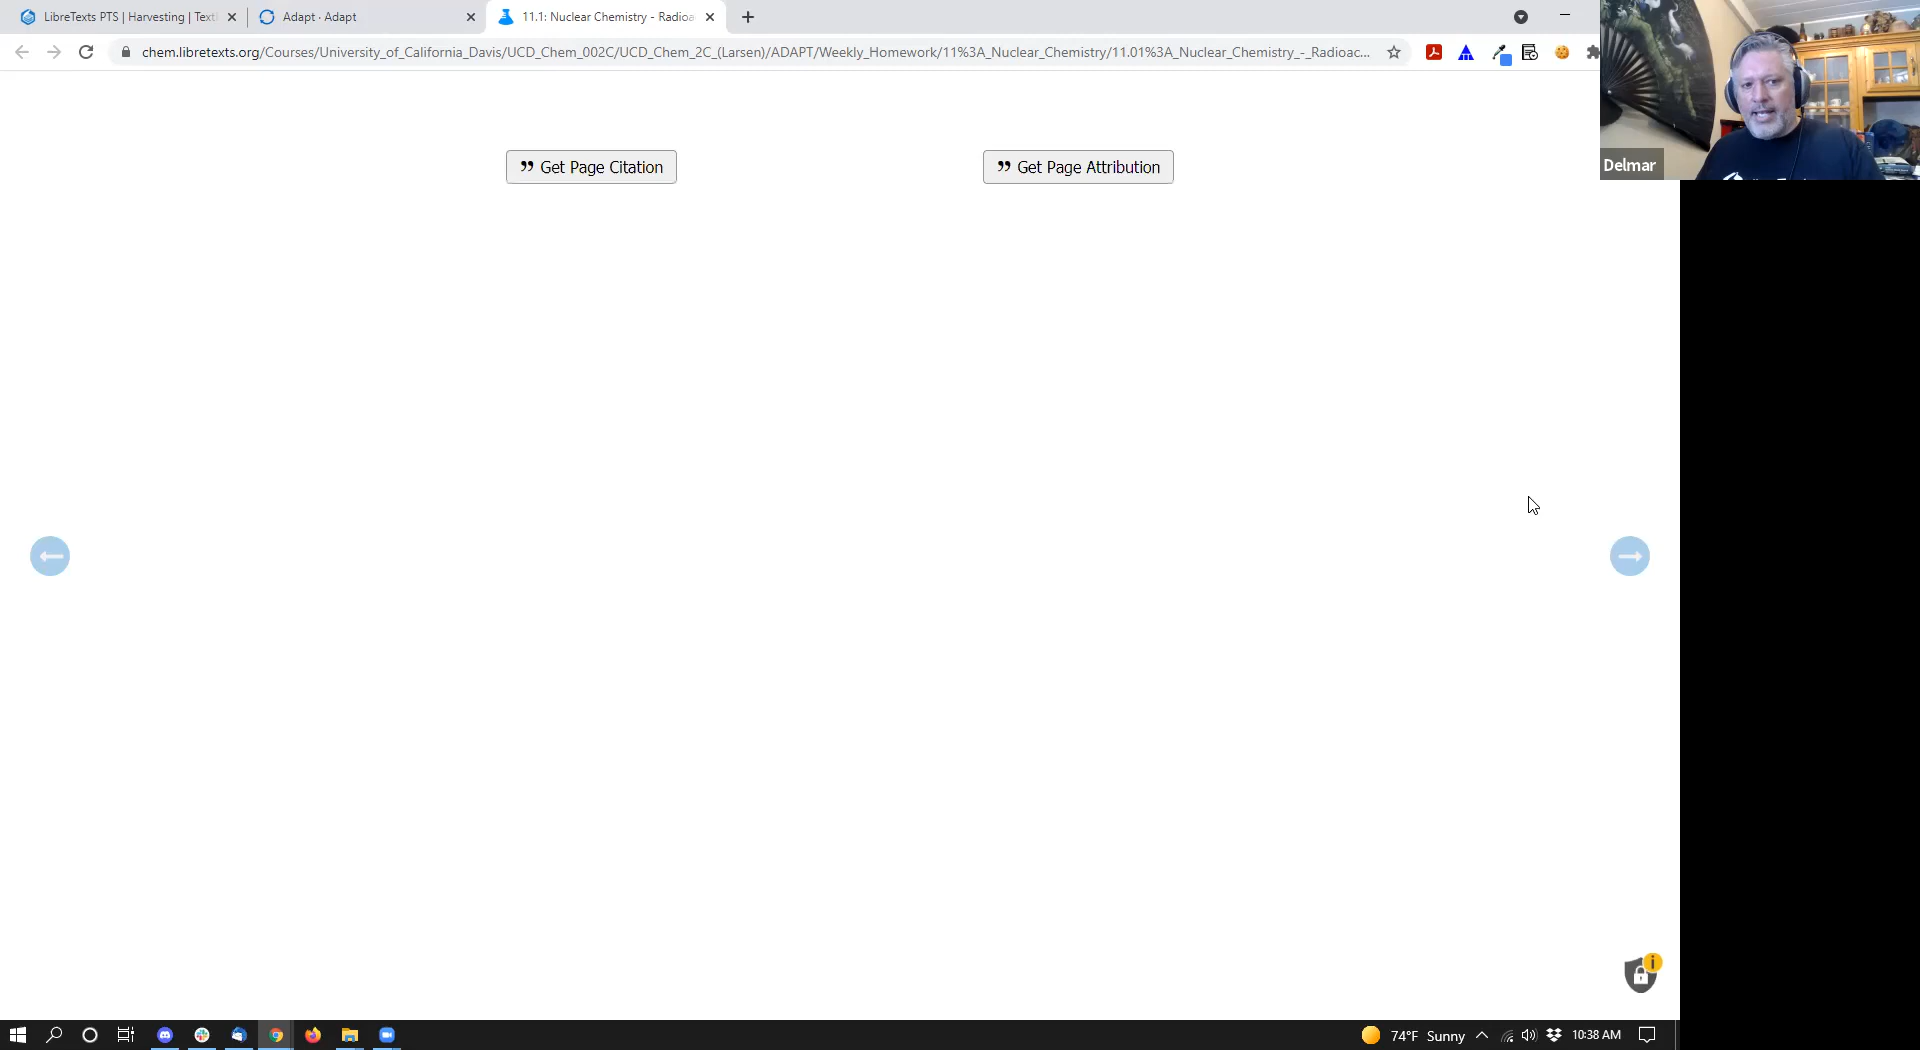 LibreTexts PTS | Harvesting | Text
Adapt · Adapt
11.1: Nuclear Chemistry - Radioa
chem.libretexts.org/Courses/University_of_California_Davis/UCD_Chem_002C/UCD_Chem_2C_(Larsen)/ADAPT/Weekly_Homework/11%3A_Nuclear_Chemistry/11.01%3A_Nuclear_Chemistry_-_Radioac...
Get Page Citation
Get Page Attribution
Delmar
74°F Sunny
10:38 AM